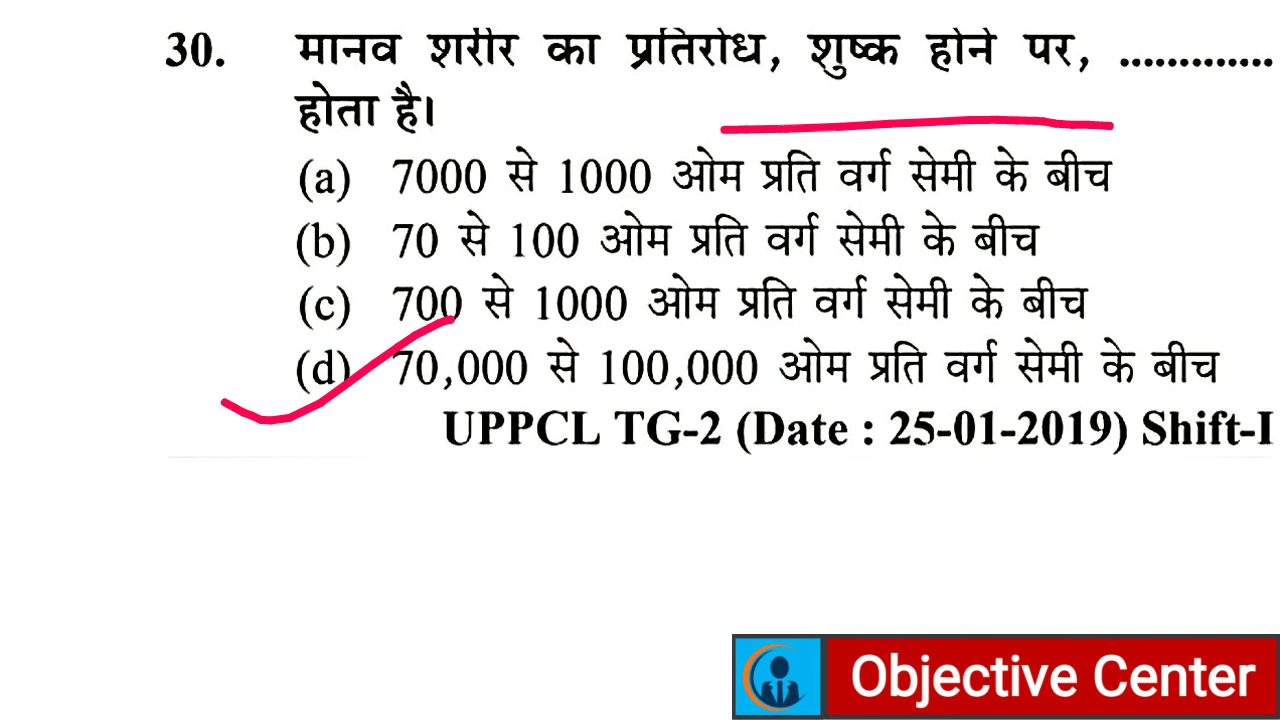 30. मानव शरीर का प्रतिरोध, शुष्क होने पर, .............
होता है।
(a) 7000 से 1000 ओम प्रति वर्ग सेमी के बीच
(b) 70 से 100 ओम प्रति वर्ग सेमी के बीच
(c) 700 से 1000 ओम प्रति वर्ग सेमी के बीच
(d) 70,000 से 100,000 ओम प्रति वर्ग सेमी के बीच
UPPCL TG-2 (Date : 25-01-2019) Shift-I
Objective Center